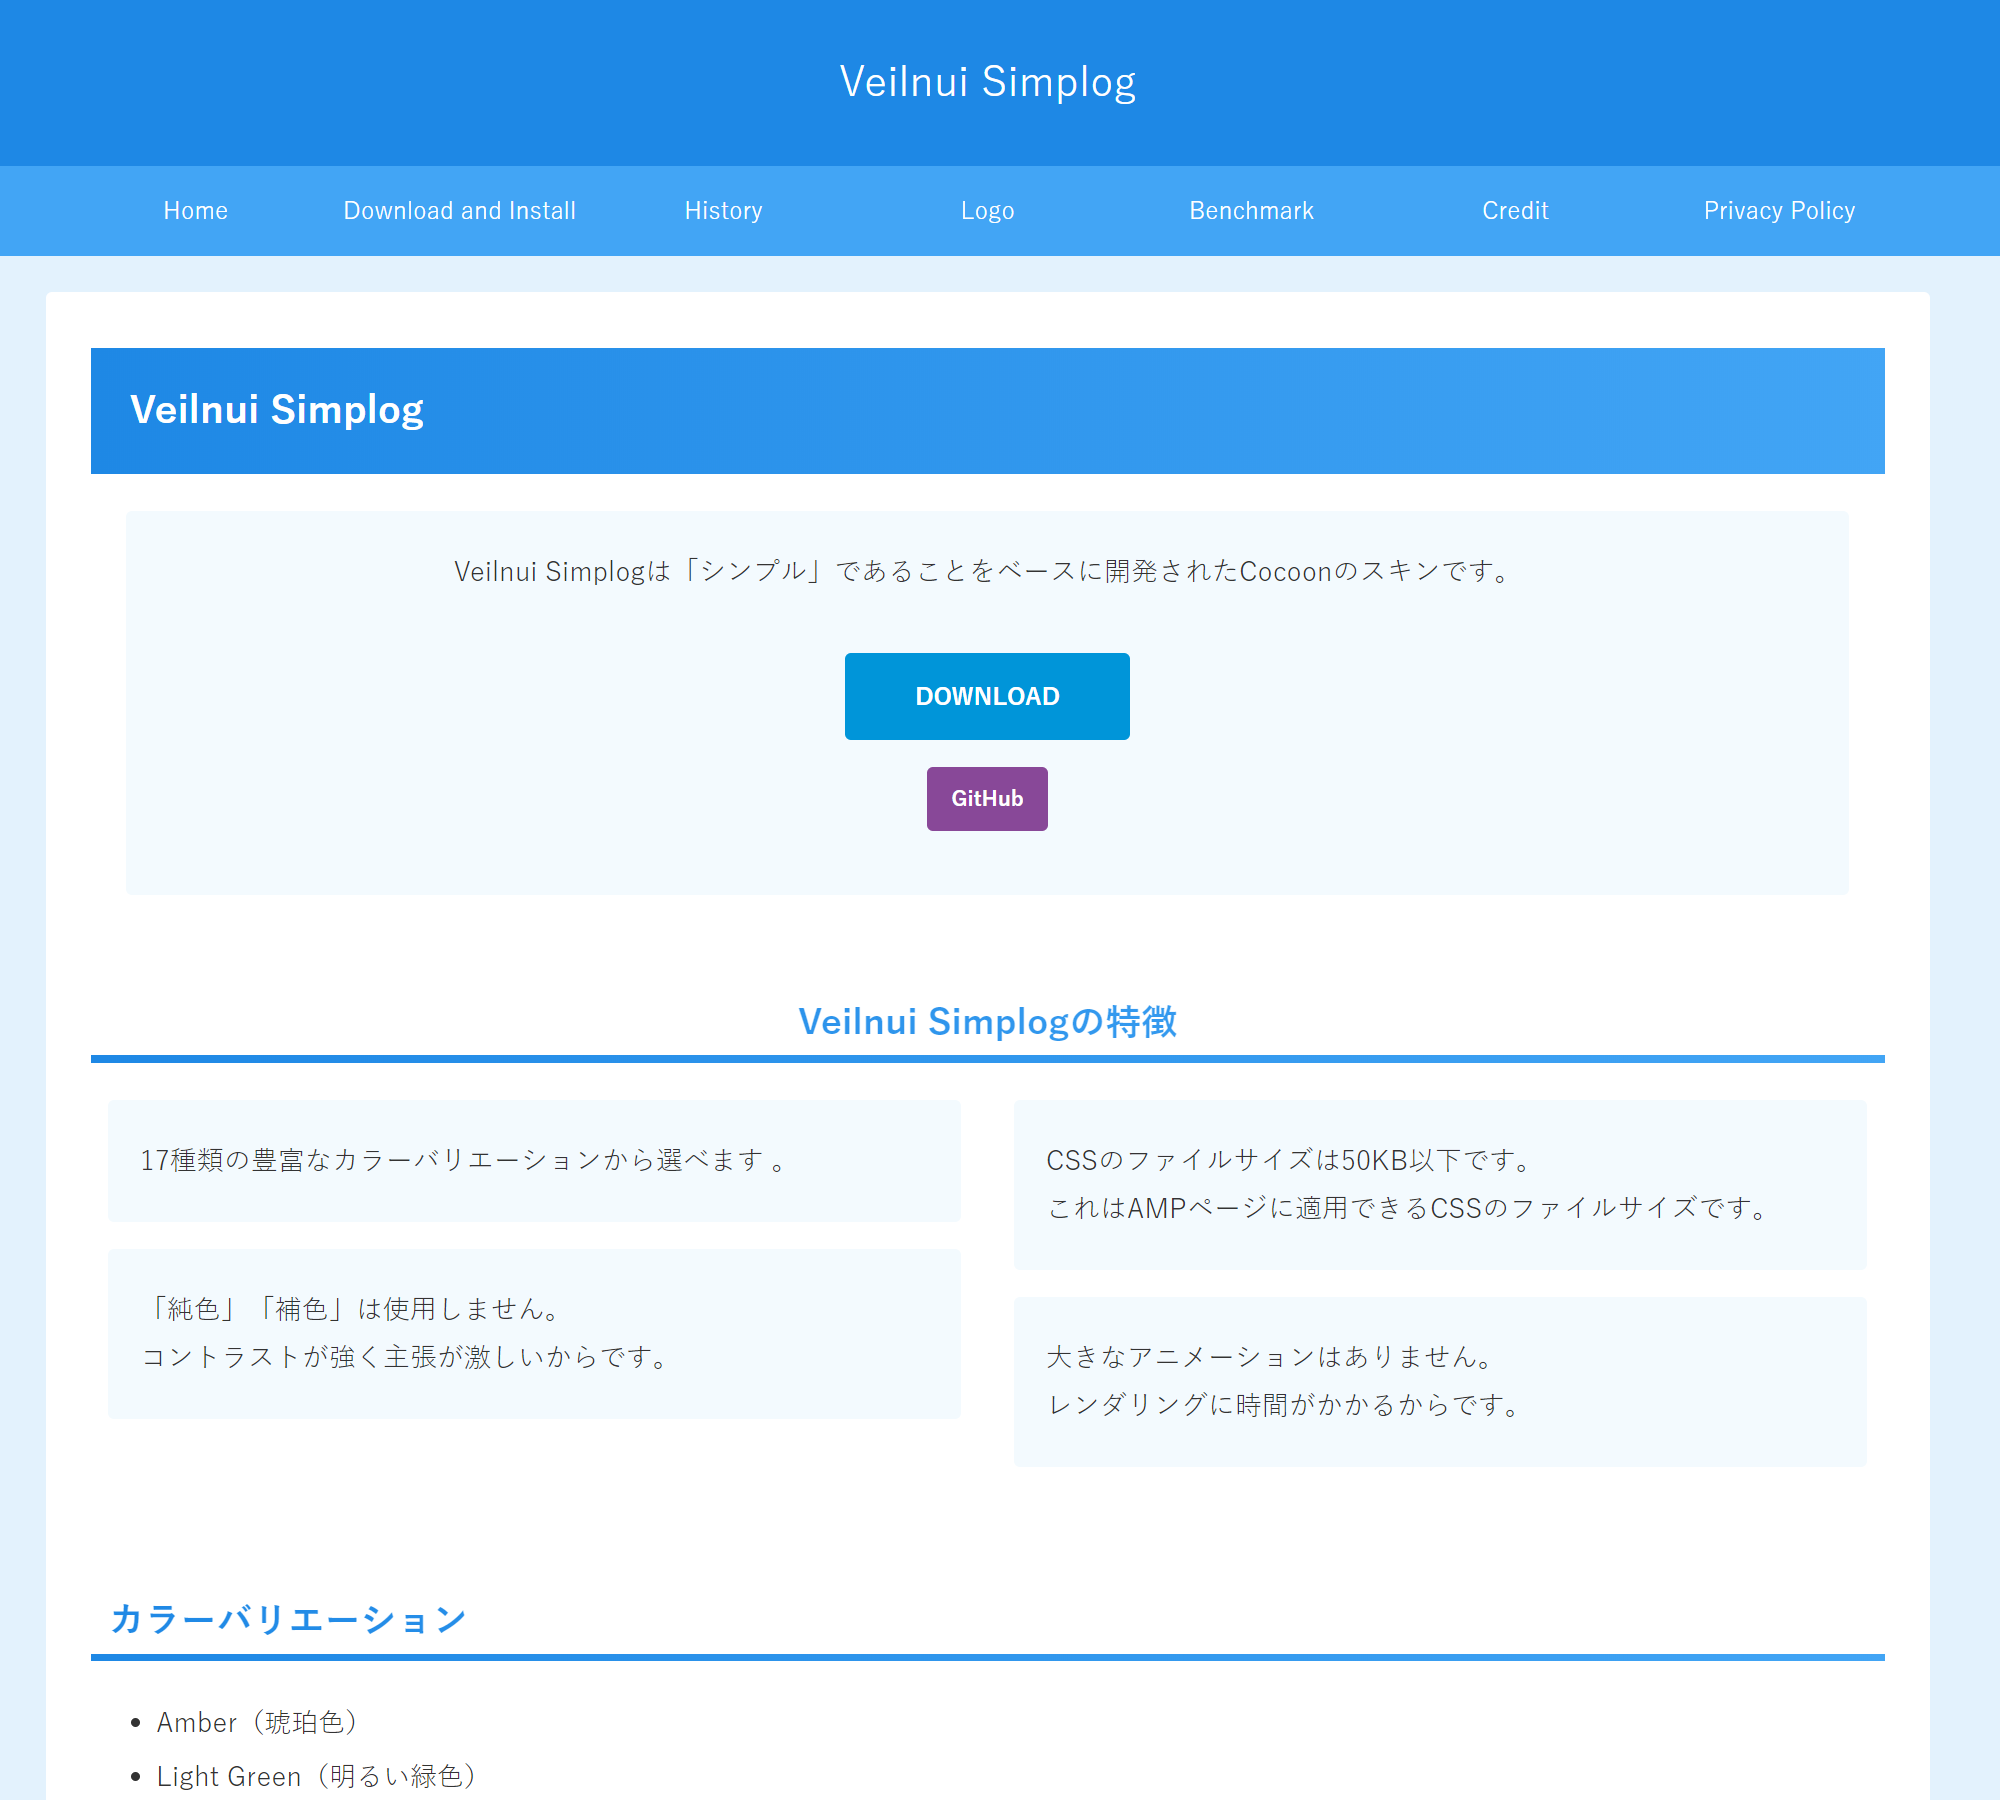 Veilnui Simplog
Home
Download and Install
History
Logo
Benchmark
Credit
Privacy Policy
Veilnui Simplog
Veilnui Simplogは「シンプル」であることをベースに開発されたCocoonのスキンです。
DOWNLOAD
GitHub
Veilnui Simplogの特徴
17種類の豊富なカラーバリエーションから選べます 。
「純色」「補色」は使用しません。
コントラストが強く主張が激しいからです。
CSSのファイルサイズは50KB以下です。
これはAMPページに適用できるCSSのファイルサイズです。
大きなアニメーションはありません。
レンダリングに時間がかかるからです。
カラーバリエーション
• Amber（琥珀色）
• Light Green（明るい緑色）